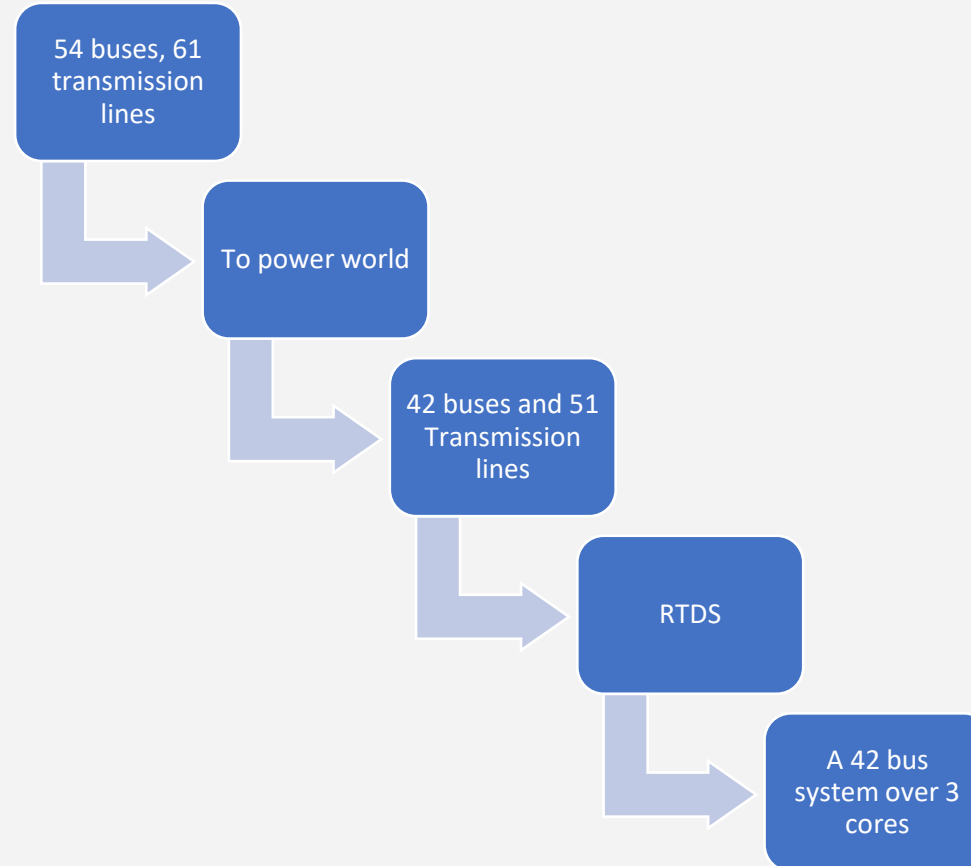 54 buses, 61
transmission
lines
To power world
42 buses and 51
Transmission
lines
RTDS
A 42 bus
system over 3
cores